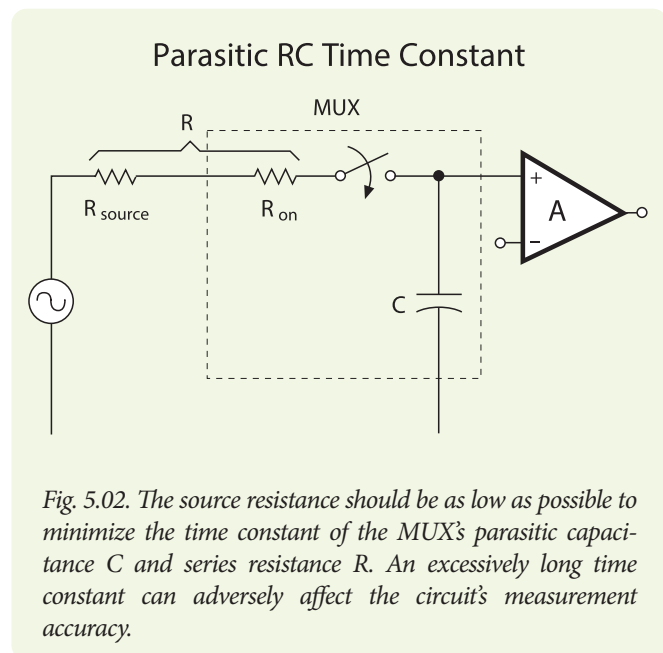 Parasitic RC Time Constant
MUX
R
R source
R on
+
A
−
C
Fig. 5.02. The source resistance should be as low as possible to
minimize the time constant of the MUX’s parasitic capaci-
tance C and series resistance R. An excessively long time
constant can adversely affect the circuit’s measurement
accuracy.